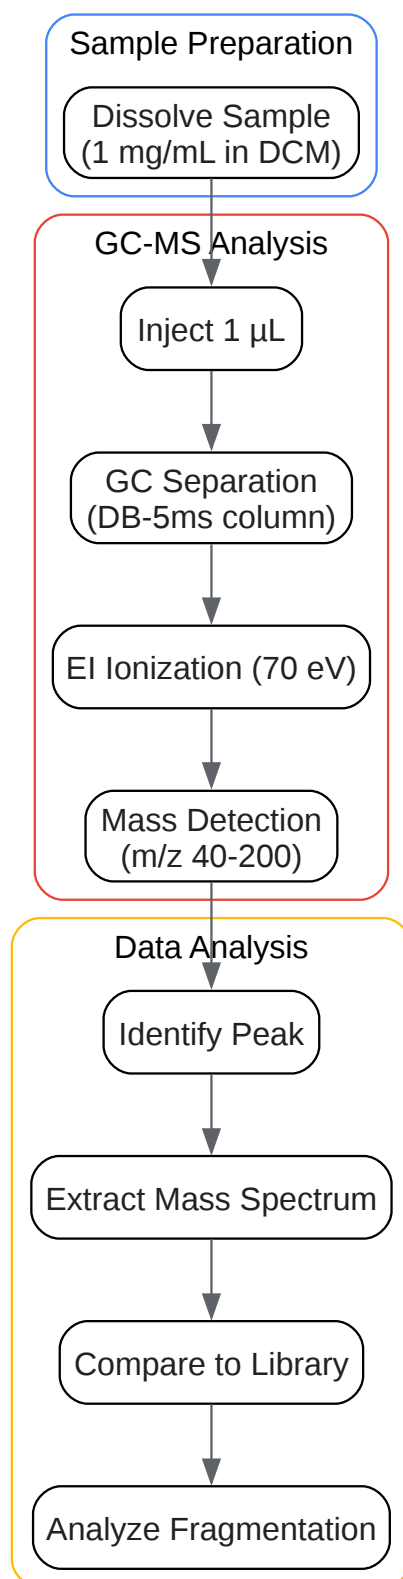 Sample Preparation
Dissolve Sample
(1 mg/mL in DCM)
GC-MS Analysis
Inject 1 µL
GC Separation
(DB-5ms column)
EI Ionization (70 eV)
Mass Detection
(m/z 40-200)
Data Analysis
Identify Peak
Extract Mass Spectrum
Compare to Library
Analyze Fragmentation